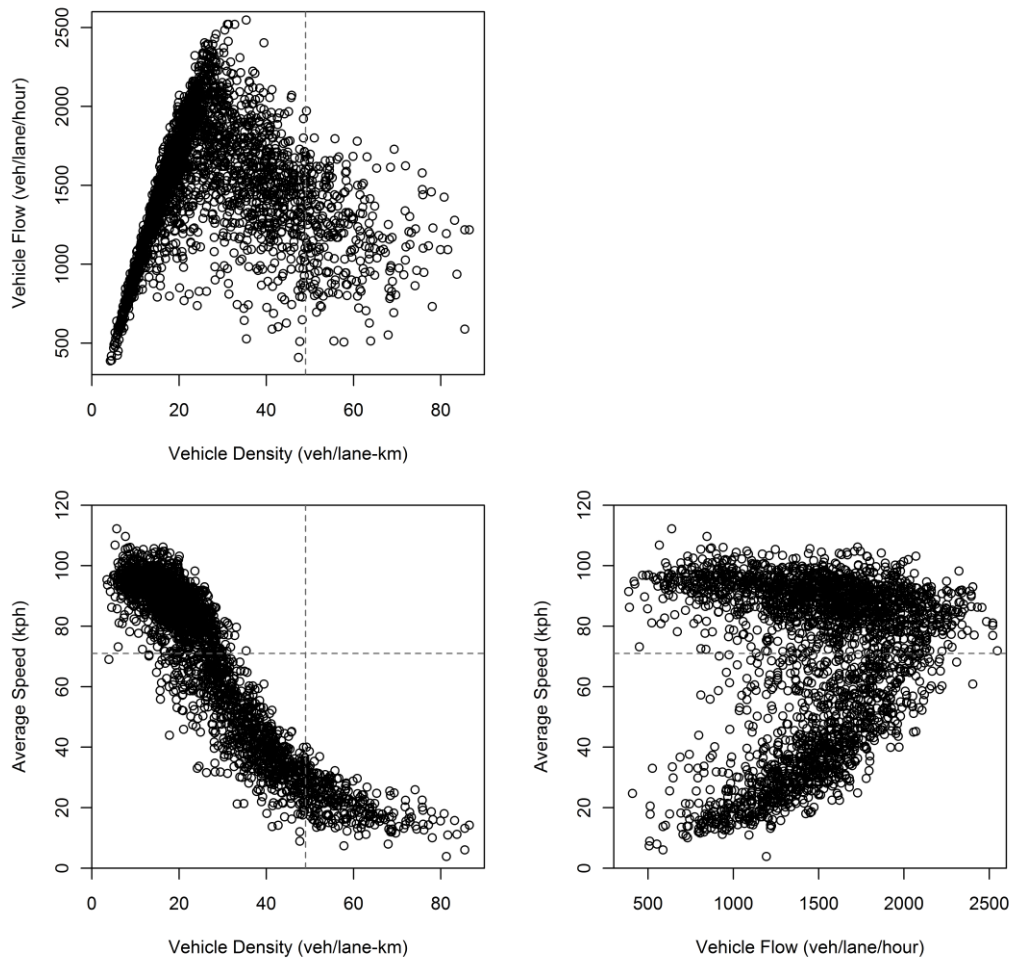 2500
2000
1500
1000
500
Vehicle Flow (veh/lane/hour)
0 20 40 60 80
Vehicle Density (veh/lane-km)
120
100
80
60
40
20
0
Average Speed (kph)
0 20 40 60 80
Vehicle Density (veh/lane-km)
120
100
80
60
40
20
0
Average Speed (kph)
500 1000 1500 2000 2500
Vehicle Flow (veh/lane/hour)